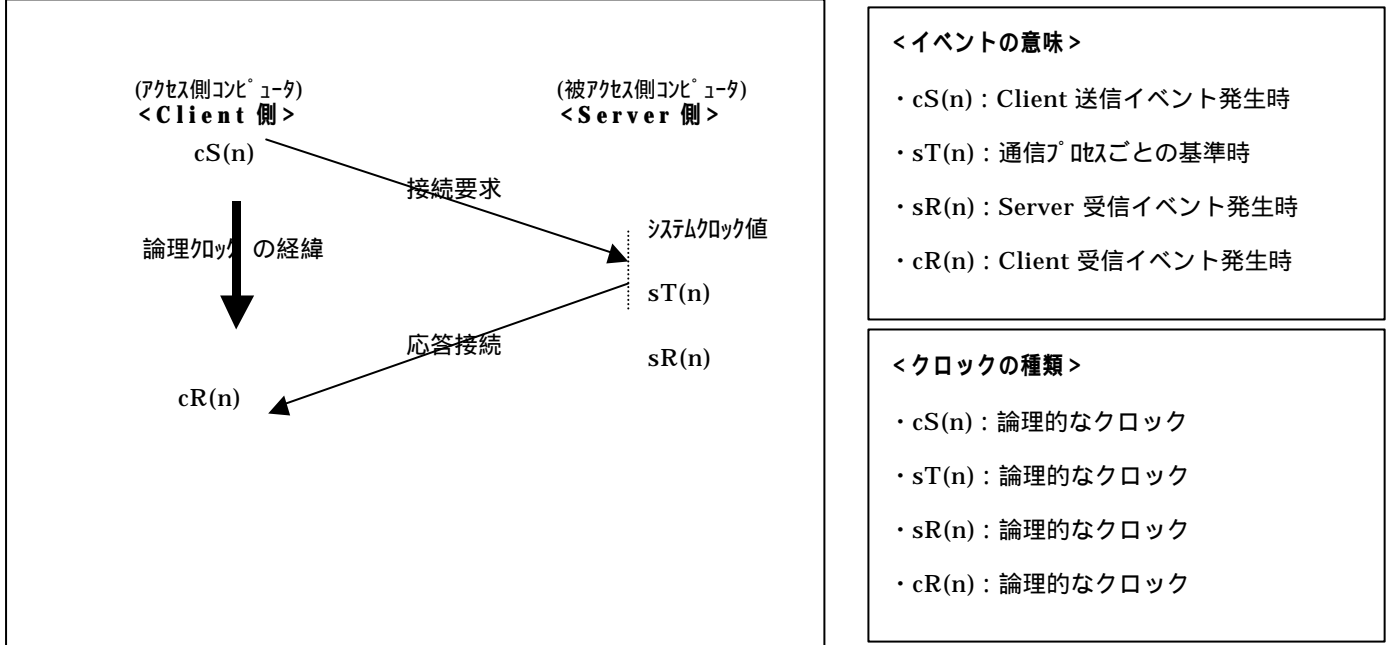 (ｱｸｾｽ側ｺﾝﾋﾟｭｰﾀ)
<Client 側>
cS(n)
論理ｸﾛｯｸ の経緯
cR(n)
接続要求
応答接続
(被ｱｸｾｽ側ｺﾝﾋﾟｭｰﾀ)
<Server 側>
ｼｽﾃﾑｸﾛｯｸ値
sT(n)
sR(n)
<イベントの意味>
・cS(n)：Client 送信イベント発生時
・sT(n)：通信ﾌﾟﾛｾｽごとの基準時
・sR(n)：Server 受信イベント発生時
・cR(n)：Client 受信イベント発生時
<クロックの種類>
・cS(n)：論理的なクロック
・sT(n)：論理的なクロック
・sR(n)：論理的なクロック
・cR(n)：論理的なクロック